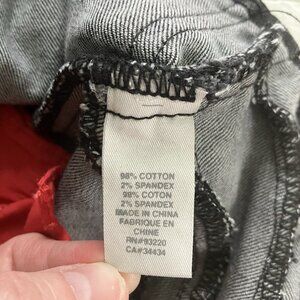 98% COTTON
2% SPANDEX
98% COTON
2% SPANDEX
MADE IN CHINA
FABRIQUE EN
CHINE
RN#93220
CA#34434